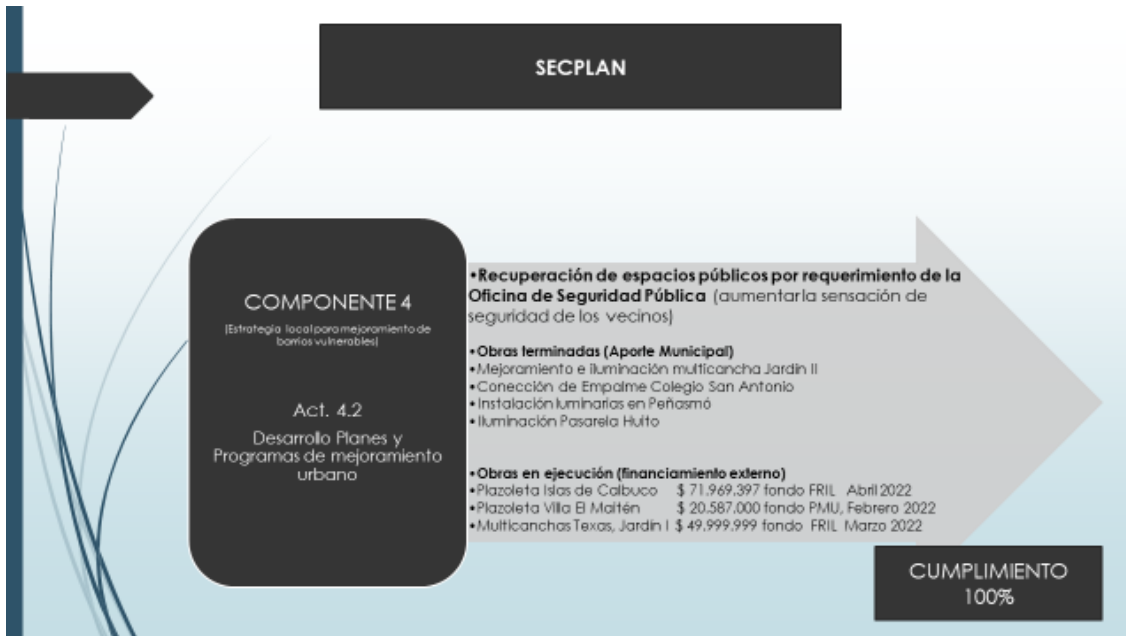 SECPLAN
COMPONENTE 4
(Estrategia local para mejoramiento de
barrios vulnerables)
Act. 4.2
Desarrollo Planes y
Programas de mejoramiento
urbano
•Recuperación de espacios públicos por requerimiento de la
Oficina de Seguridad Pública (aumentar la sensación de
seguridad de los vecinos)
•Obras terminadas (Aporte Municipal)
•Mejoramiento e iluminación multicancha Jardín II
•Conección de Empalme Colegio San Antonio
•Instalación luminarias en Peñasmó
•Iluminación Pasarela Huito
•Obras en ejecución (financiamiento externo)
•Plazoleta Islas de Calbuco $ 71.969.397 fondo FRIL Abril 2022
•Plazoleta Villa El Maitén $ 20.587.000 fondo PMU, Febrero 2022
•Multicanchas Texas, Jardín I $ 49.999.999 fondo FRIL Marzo 2022
CUMPLIMIENTO
100%